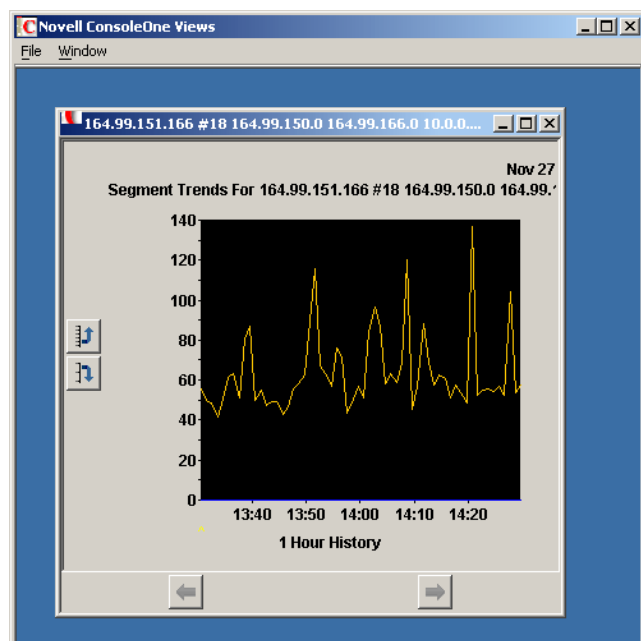 Novell ConsoleOne Views
File Window
164.99.151.166 #18 164.99.150.0 164.99.166.0 10.0.0....
Nov 27
Segment Trends For 164.99.151.166 #18 164.99.150.0 164.99.
140
120
100
80
60
40
20
0
13:40 13:50 14:00 14:10 14:20
1 Hour History